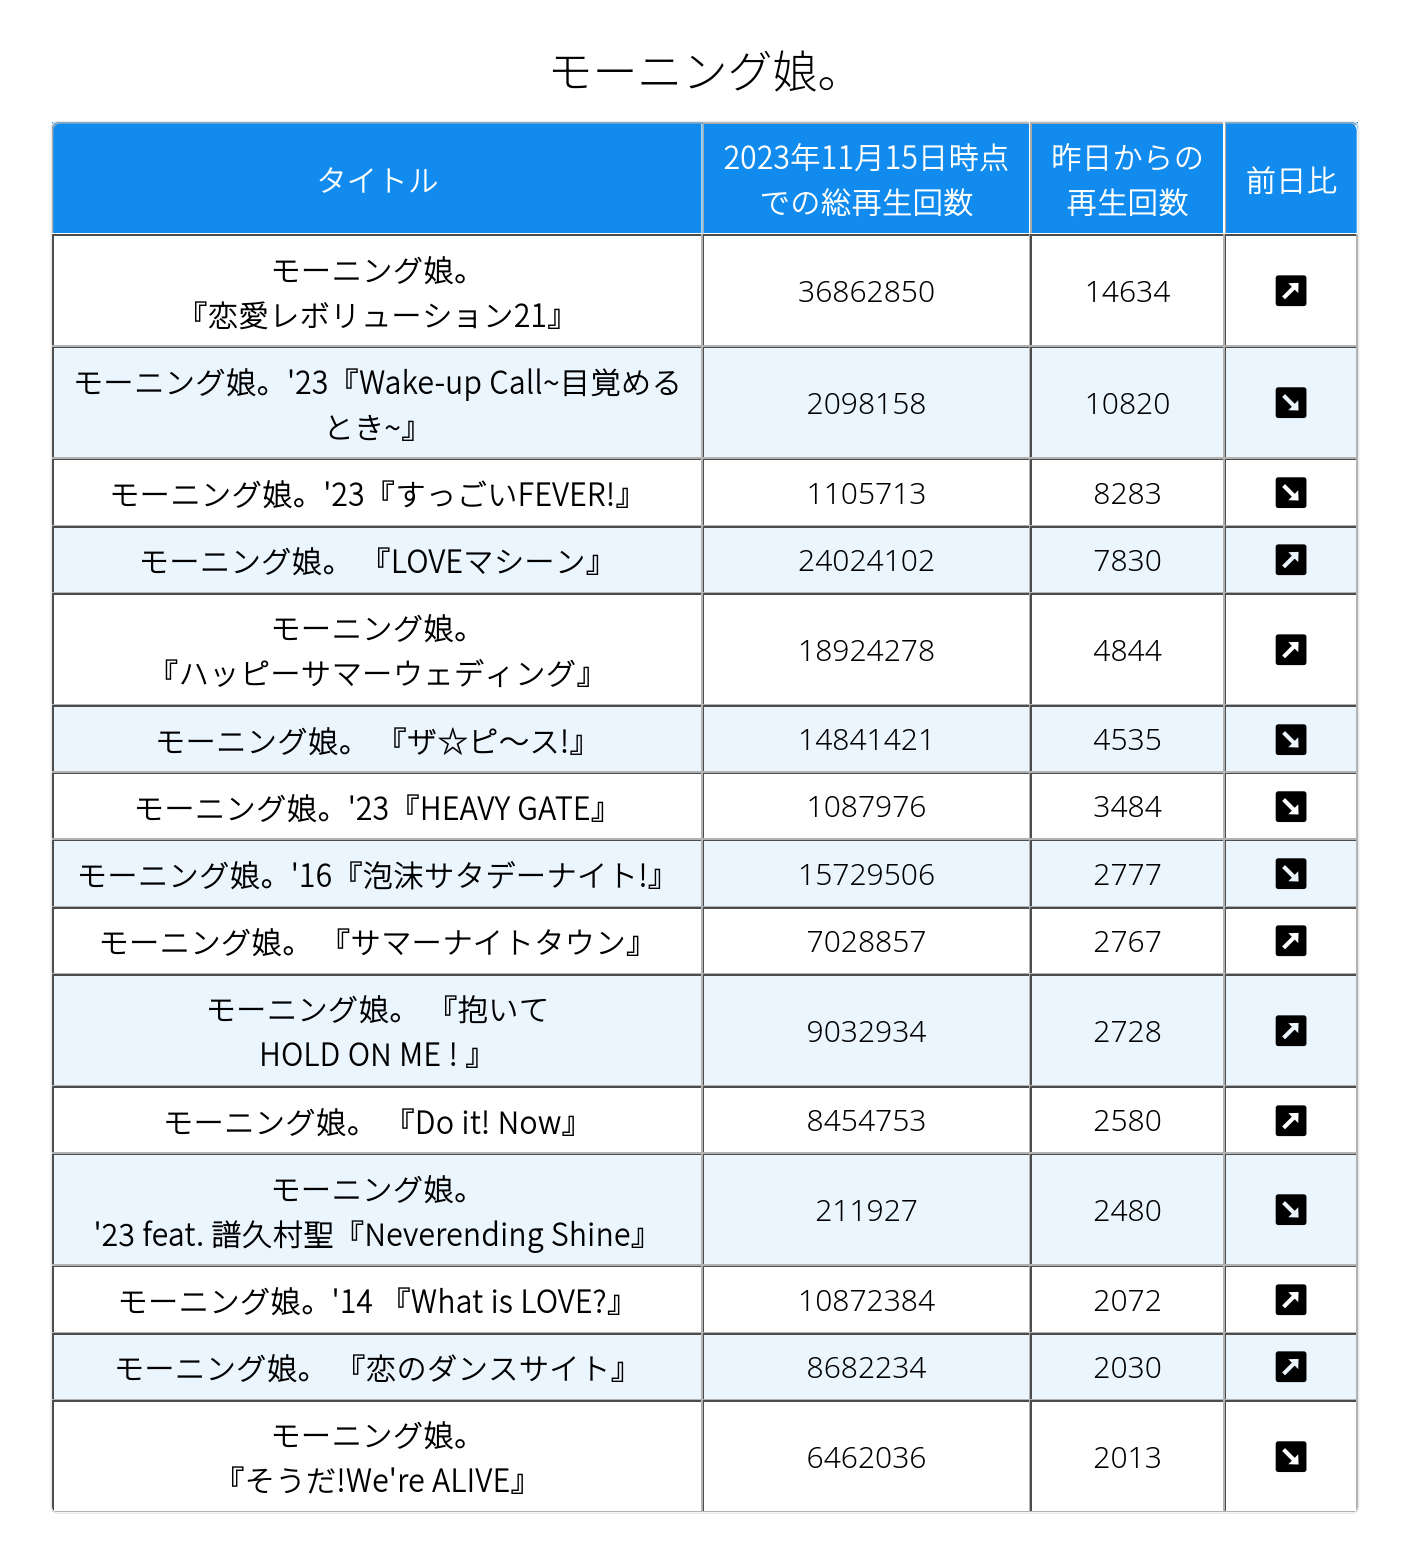 モーニング娘。
タイトル
2023年11月15日時点
での総再生回数
昨日からの
再生回数
前日比
モーニング娘。
『恋愛レボリューション21』
36862850
14634
モーニング娘。'23『Wake-up Call~目覚める
とき~』
2098158
10820
モーニング娘。'23『すっごいFEVER!』
1105713
8283
モーニング娘。 『LOVEマシーン』
24024102
7830
モーニング娘。
『ハッピーサマーウェディング』
18924278
4844
モーニング娘。 『ザ☆ピ〜ス!』
14841421
4535
モーニング娘。'23『HEAVY GATE』
1087976
3484
モーニング娘。'16『泡沫サタデーナイト!』
15729506
2777
モーニング娘。 『サマーナイトタウン』
7028857
2767
モーニング娘。 『抱いて
HOLD ON ME ! 』
9032934
2728
モーニング娘。 『Do it! Now』
8454753
2580
モーニング娘。
'23 feat. 譜久村聖『Neverending Shine』
211927
2480
モーニング娘。'14 『What is LOVE?』
10872384
2072
モーニング娘。 『恋のダンスサイト』
8682234
2030
モーニング娘。
『そうだ!We're ALIVE』
6462036
2013